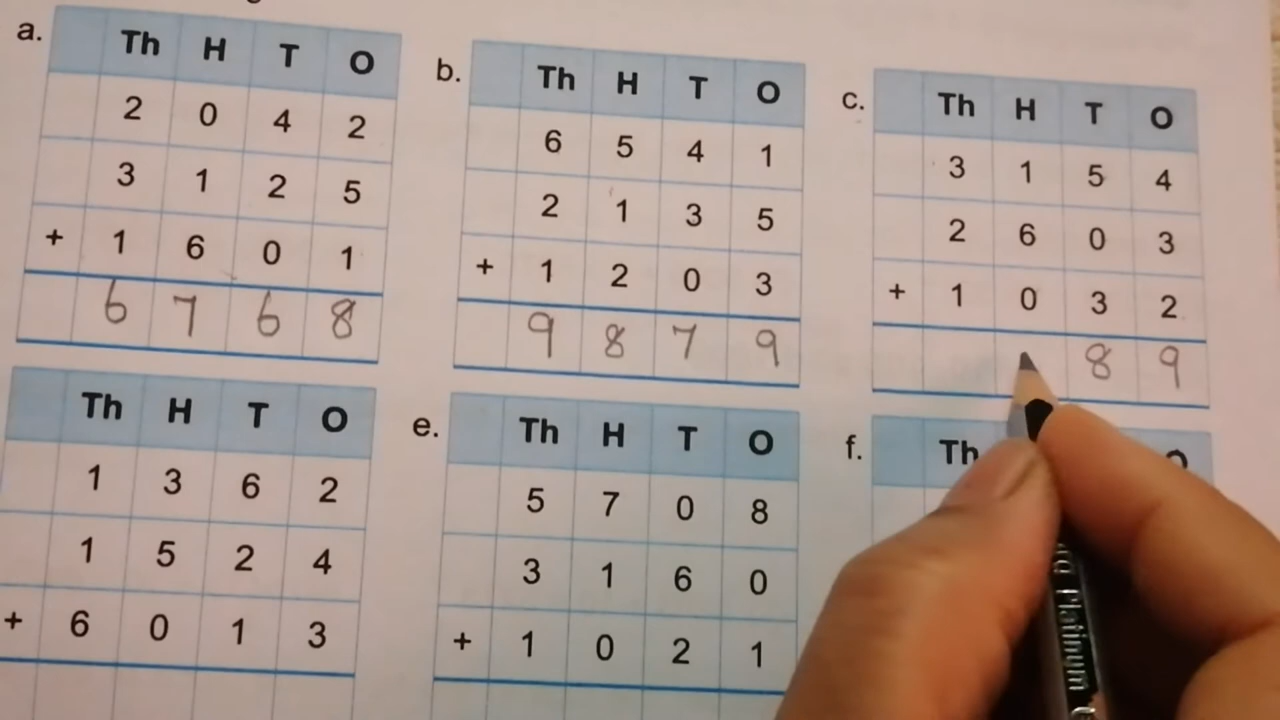 a.
Th H T O
2 0 4 2
3 1 2 5
+ 1 6 0 1
6 7 6 8
b.
Th H T O
6 5 4 1
2 1 3 5
+ 1 2 0 3
9 8 7 9
c.
Th H T O
3 1 5 4
2 6 0 3
+ 1 0 3 2
8 9
Th H T O
1 3 6 2
1 5 2 4
+ 6 0 1 3
e.
Th H T O
5 7 0 8
3 1 6 0
+ 1 0 2 1
f.
Th O
Platinum